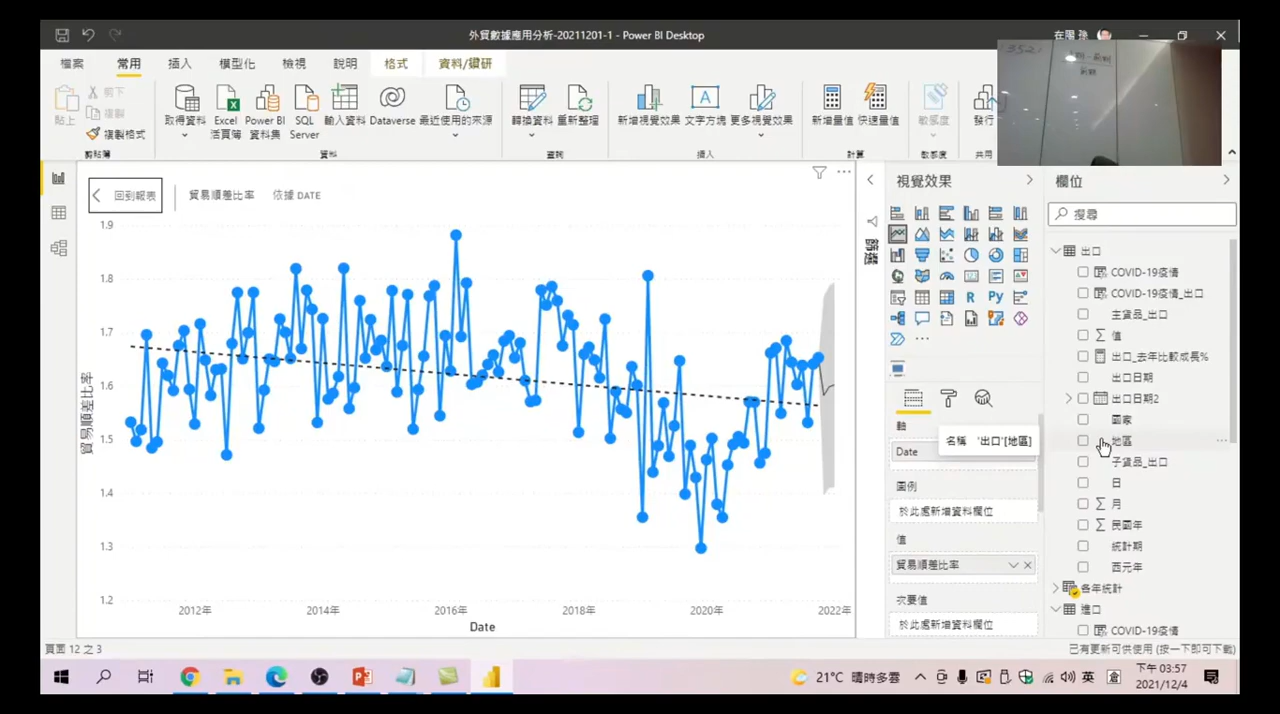 外貿數據應用分析-20211201-1 - Power BI Desktop
檔案 常用 插入 模型化 檢視 說明 格式 資料/鑽研
貼上 剪下 複製 複製格式
取得資料 Excel 活頁簿 Power BI 資料集 SQL Server 輸入資料 Dataverse 最近使用的來源
轉換資料 重新整理
新增視覺效果 文字方塊 更多視覺效果
新增量值 快速量值
敏感度
發行
剪貼簿 資料 查詢 插入 計算 敏感度 共用
回到報表 貿易順差比率 依據 DATE
1.9
1.8
1.7
1.6
1.5
1.4
1.3
1.2
貿易順差比率
2012年 2014年 2016年 2018年 2020年 2022年
Date
篩選
視覺效果
R Py
軸
名稱 '出口'[地區]
Date
圖例
於此處新增資料欄位
值
貿易順差比率
次要值
於此處新增資料欄位
欄位
搜尋
出口
COVID-19疫情
COVID-19疫情_出口
主貨品_出口
值
出口_去年比較成長%
出口日期
出口日期2
國家
地區
子貨品_出口
日
月
民國年
統計期
西元年
各年統計
進口
COVID-19疫情
頁面 12 之 3
已有更新可供使用 (按一下即可下載)
21°C 晴時多雲
英
下午 03:57
2021/12/4